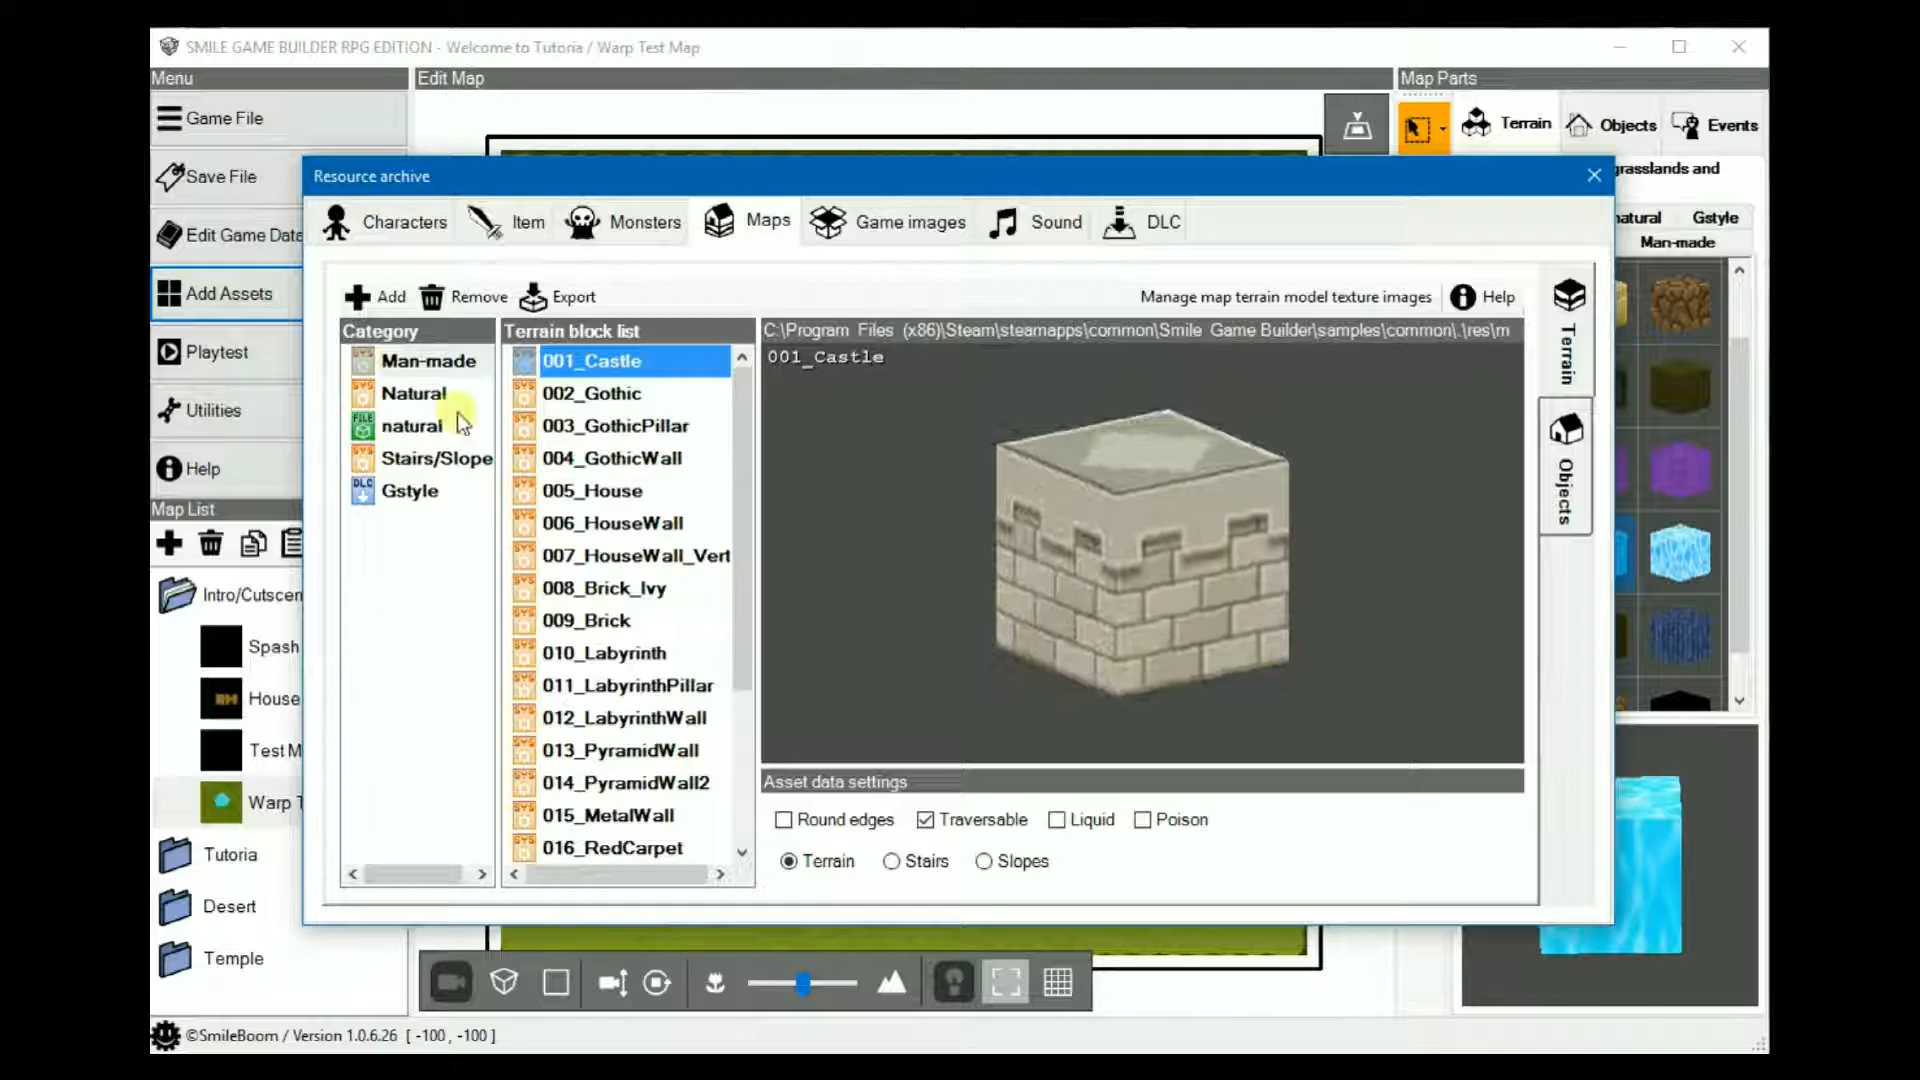 SMILE GAME BUILDER RPG EDITION - Welcome to Tutoria / Warp Test Map
Menu
Edit Map
Map Parts
Game File
Terrain
Objects
Events
Save File
Resource archive
rasslands and
Edit Game Data
Characters
Item
Monsters
Maps
Game images
Sound
DLC
natural
Gstyle
Man-made
Add Assets
Add
Remove
Export
Manage map terrain model texture images
Help
Category
Terrain block list
C:\Program Files (x86)\Steam\steamapps\common\Smile Game Builder\samples\common\.\res\m
001_Castle
Terrain
Objects
Man-made
Natural
natural
Stairs/Slope
Gstyle
001_Castle
002_Gothic
003_GothicPillar
004_GothicWall
005_House
006_HouseWall
007_HouseWall_Vert
008_Brick_Ivy
009_Brick
010_Labyrinth
011_LabyrinthPillar
012_LabyrinthWall
013_PyramidWall
014_PyramidWall2
015_MetalWall
016_RedCarpet
Playtest
Utilities
Help
Map List
Intro/Cutscen
Spash
House
Test M
Warp T
Tutoria
Desert
Temple
Asset data settings
Round edges
Traversable
Liquid
Poison
Terrain
Stairs
Slopes
©SmileBoom / Version 1.0.6.26 [ -100 , -100 ]